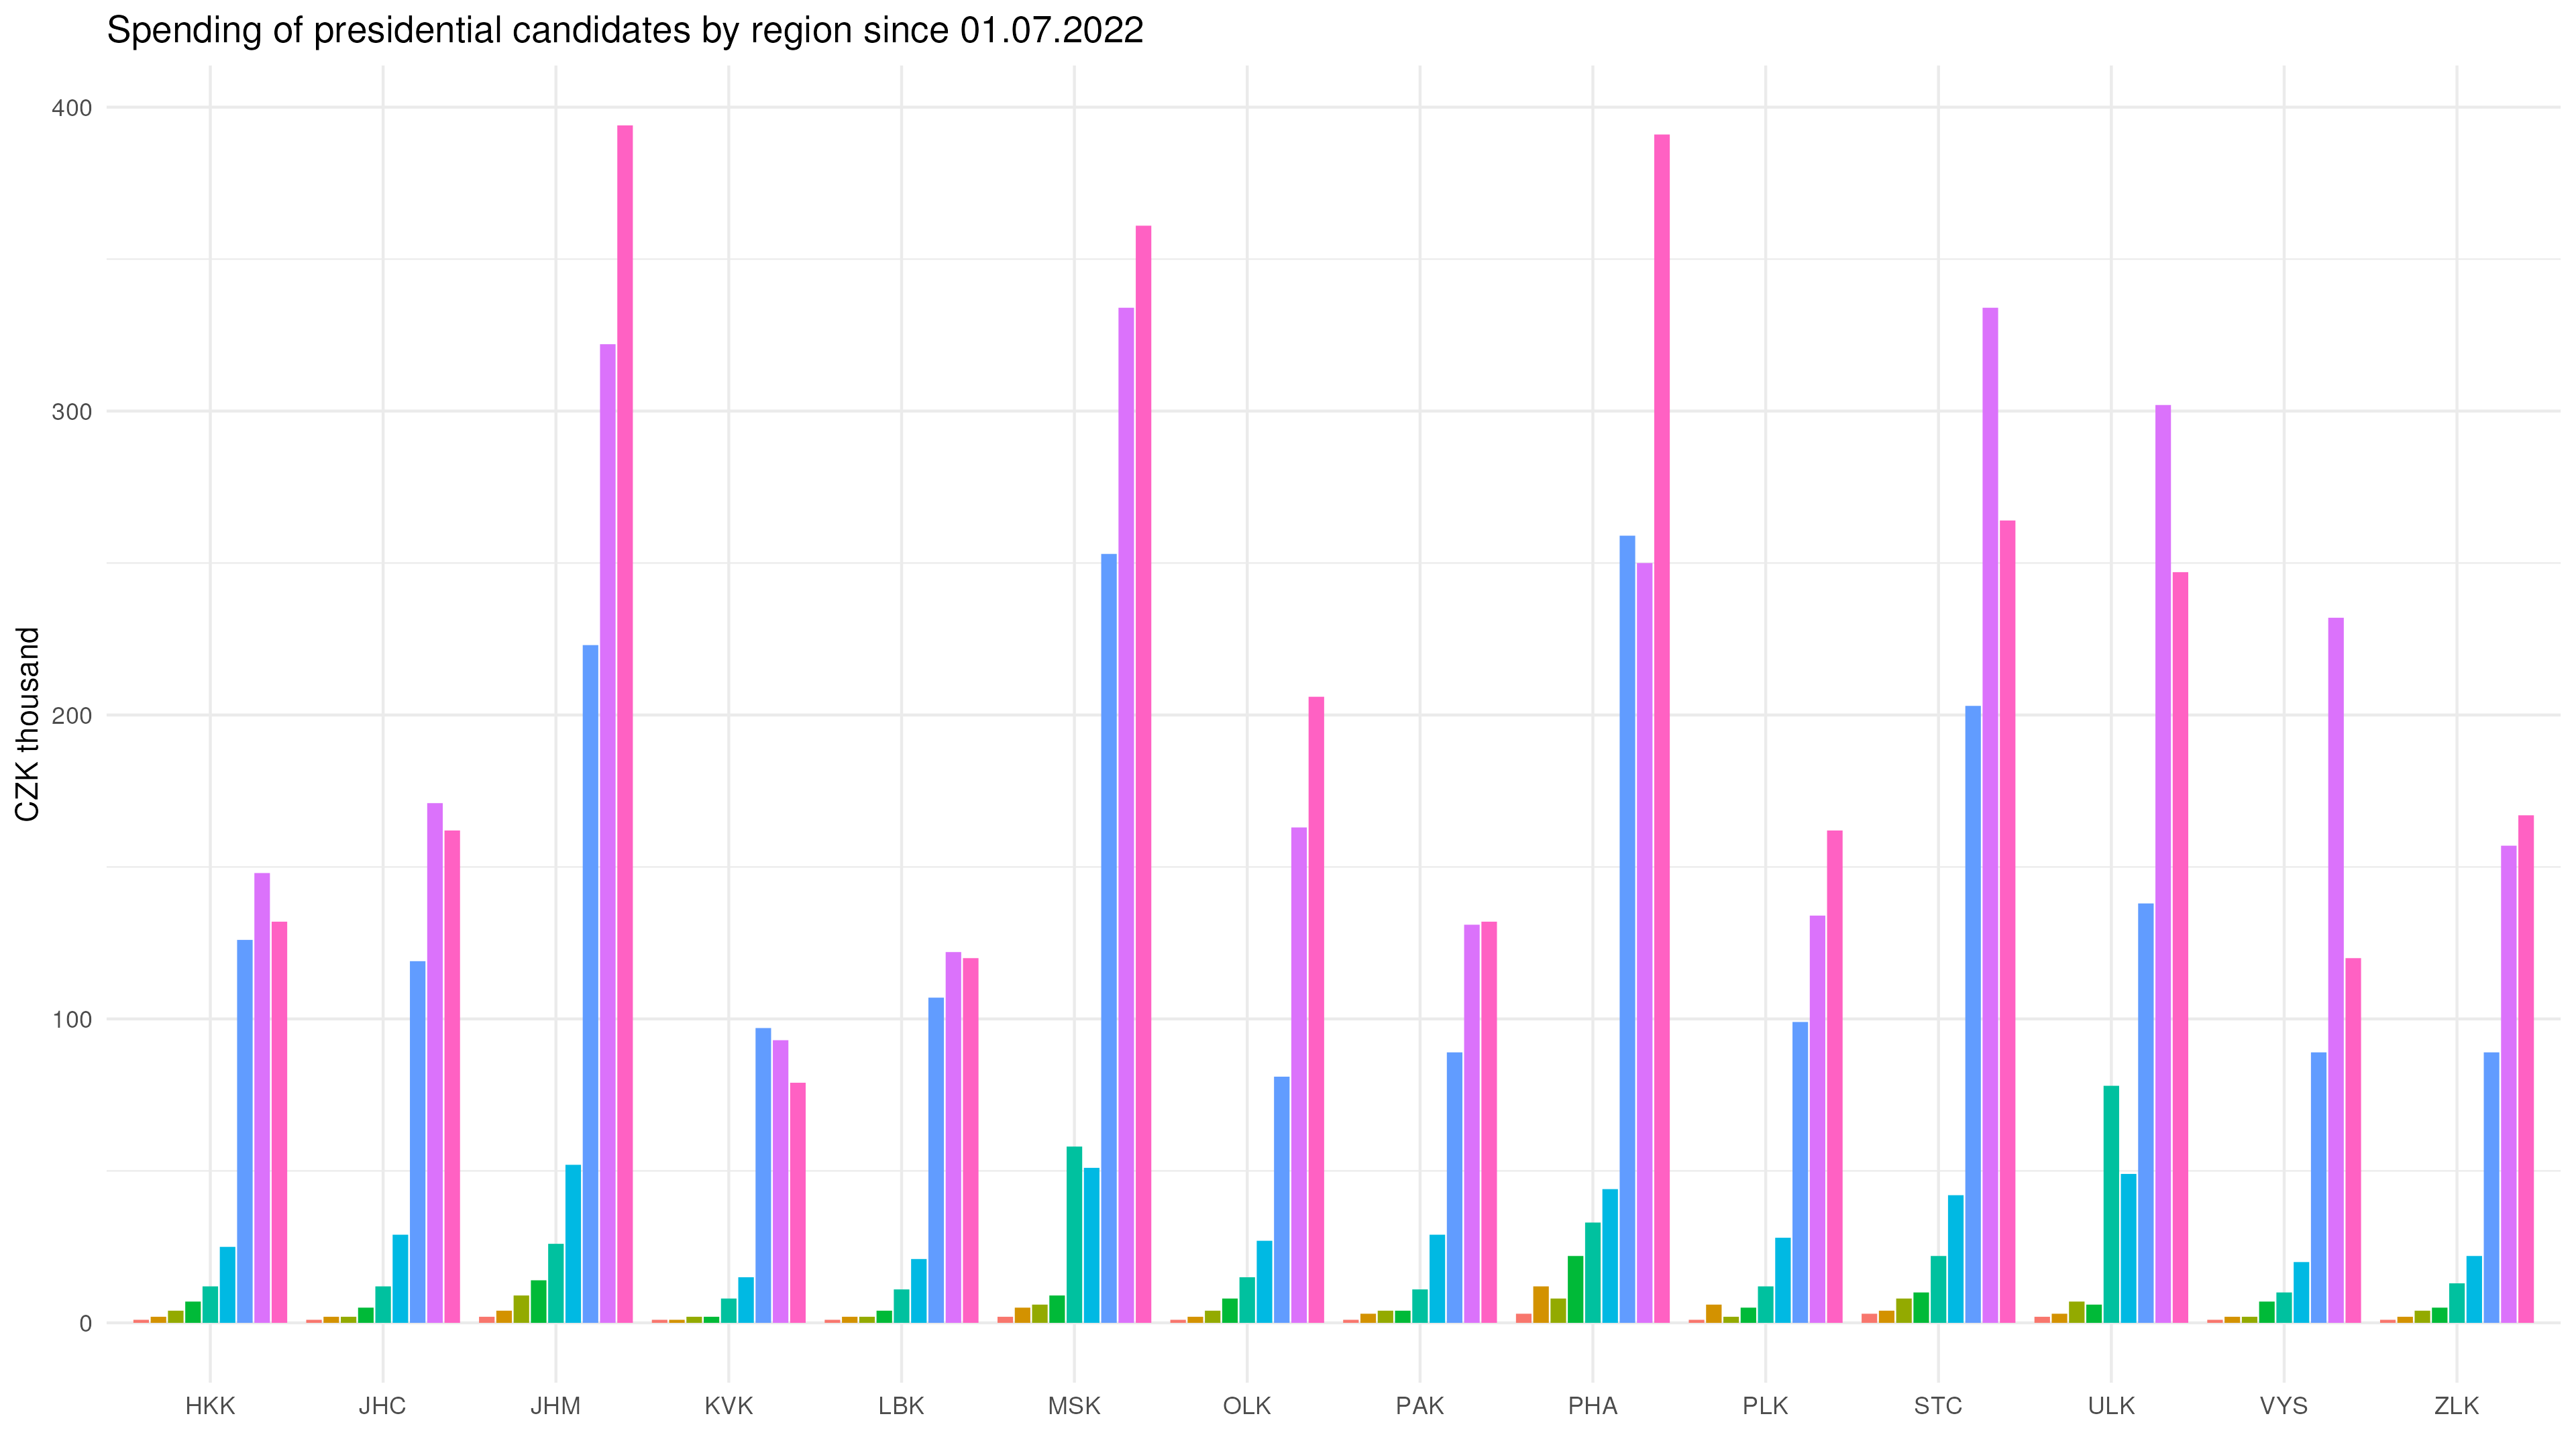 Spending of presidential candidates by region since 01.07.2022
CZK thousand
400
300
200
100
0
HKK JHC JHM KVK LBK MSK OLK PAK PHA PLK STC ULK VYS ZLK